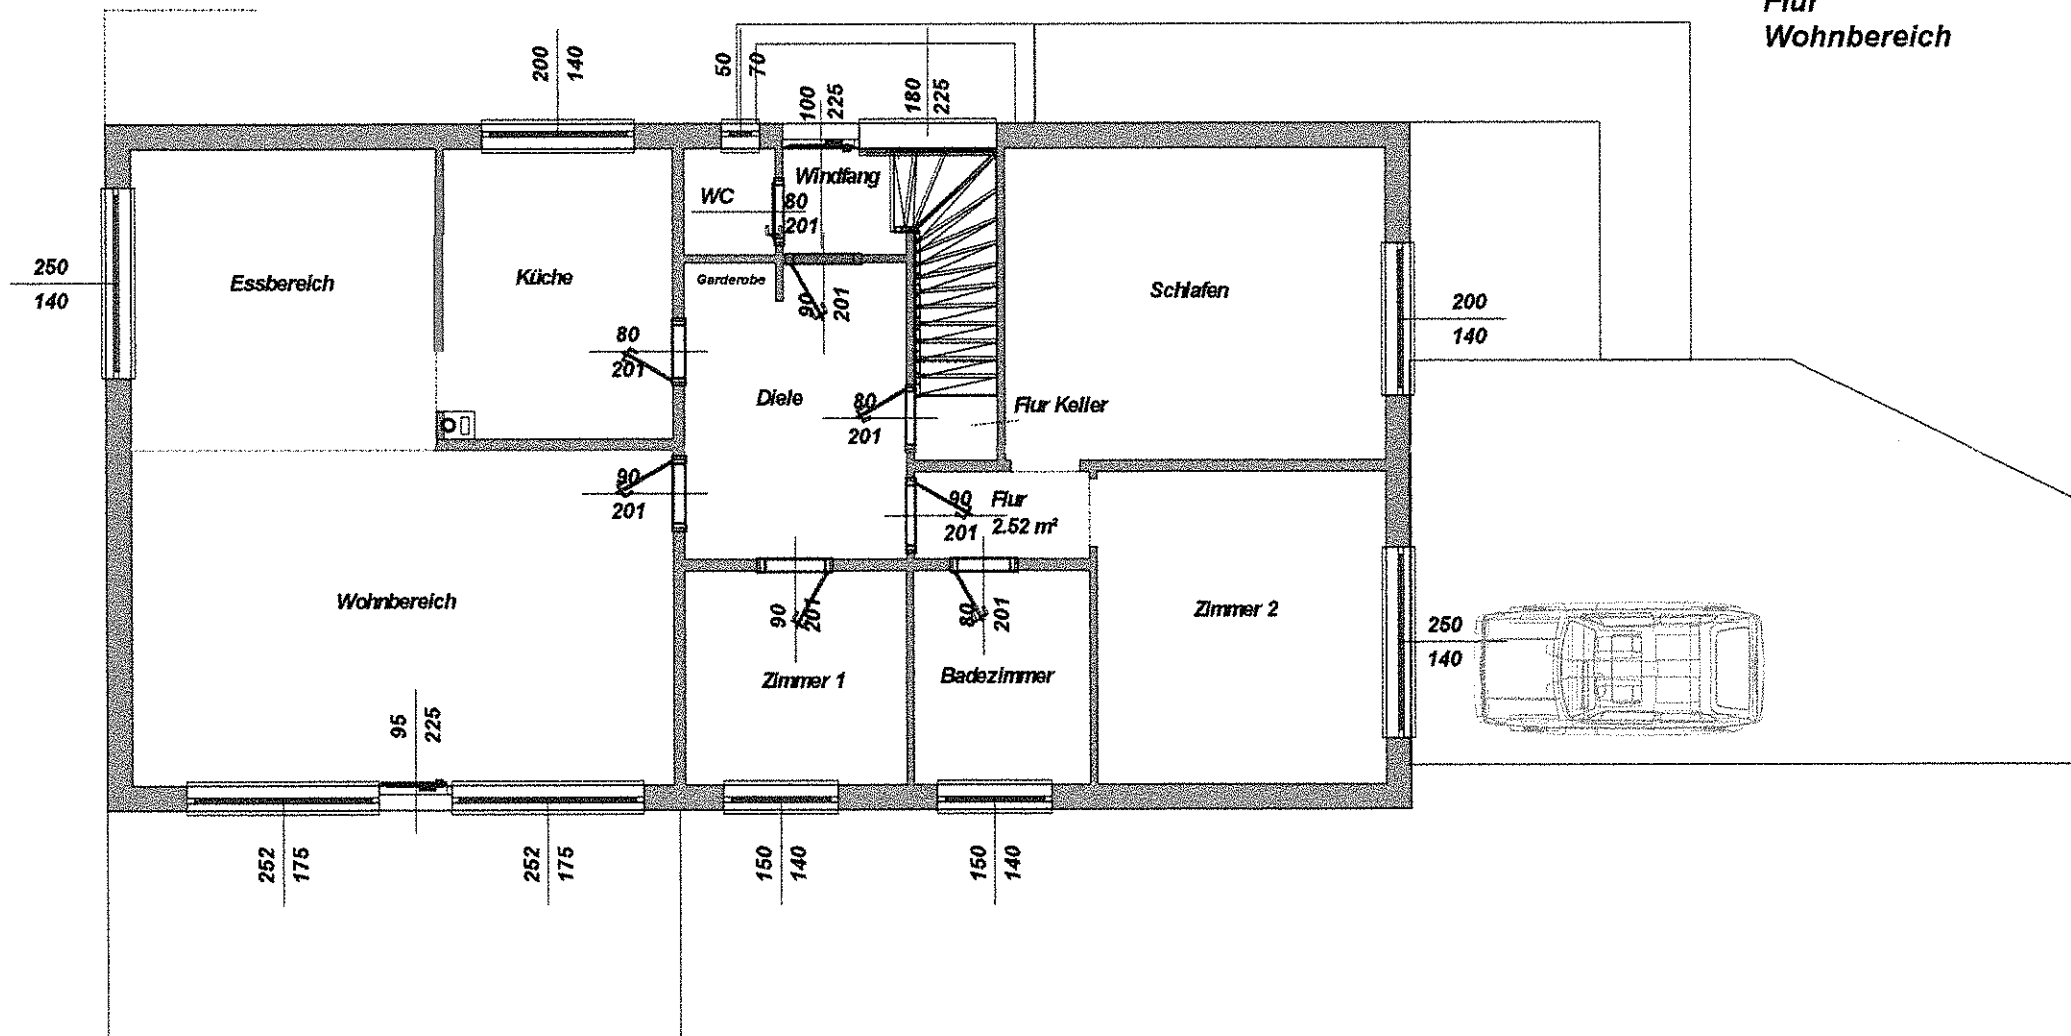 Flur
Wohnbereich
200
140
50
70
100
225
180
225
WC
80
201
Windfang
250
140
Essbereich
Küche
Garderobe
90
201
Schlafen
200
140
80
201
Diele
80
201
Flur Keller
90
201
90
201
Flur
2.52 m²
Wohnbereich
90
201
80
201
Zimmer 2
250
140
Zimmer 1
Badezimmer
95
225
252
175
252
175
150
140
150
140